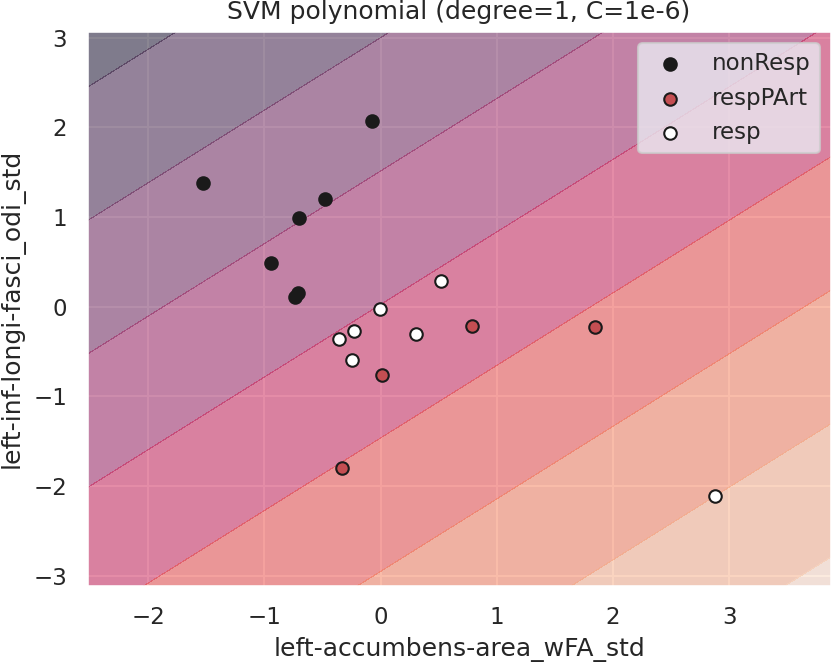 SVM polynomial (degree=1, C=1e-6)
3
2
1
0
−1
−2
−3
left-inf-longi-fasci_odi_std
nonResp
respPArt
resp
−2 −1 0 1 2 3
left-accumbens-area_wFA_std